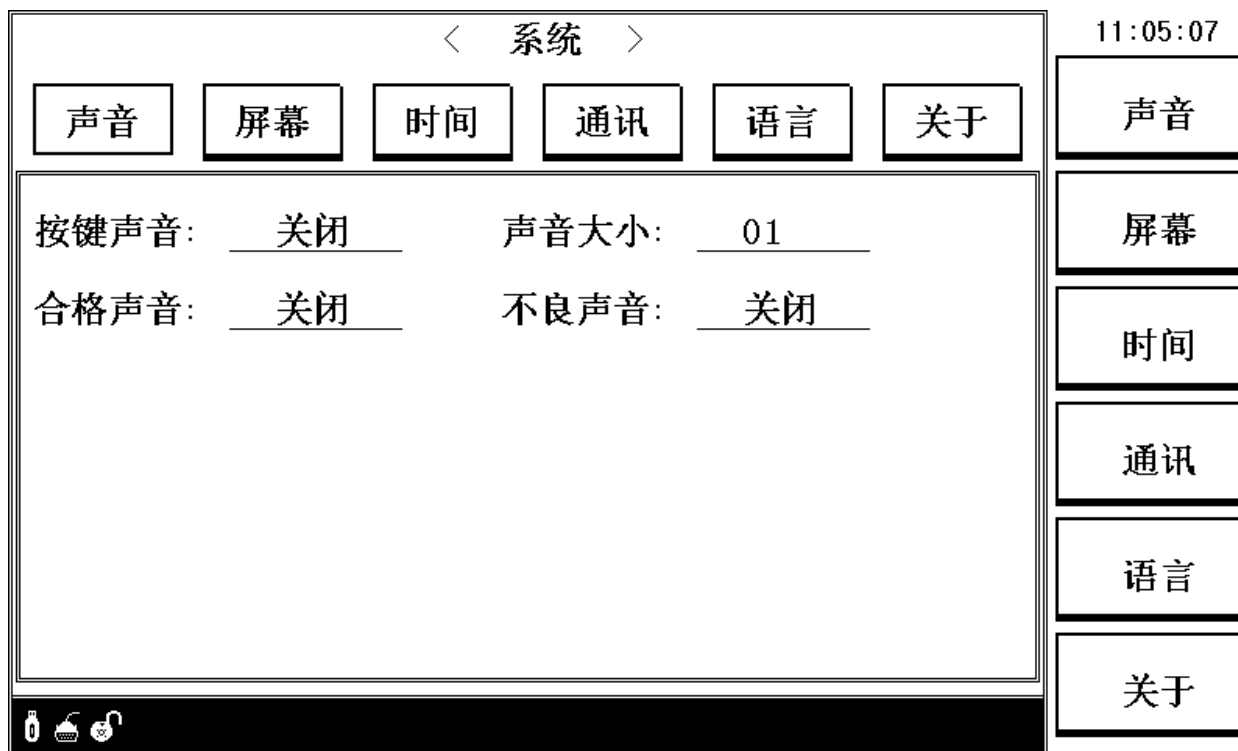 < 系统 >
11:05:07
声音 屏幕 时间 通讯 语言 关于
按键声音: 关闭 声音大小: 01
合格声音: 关闭 不良声音: 关闭
声音
屏幕
时间
通讯
语言
关于